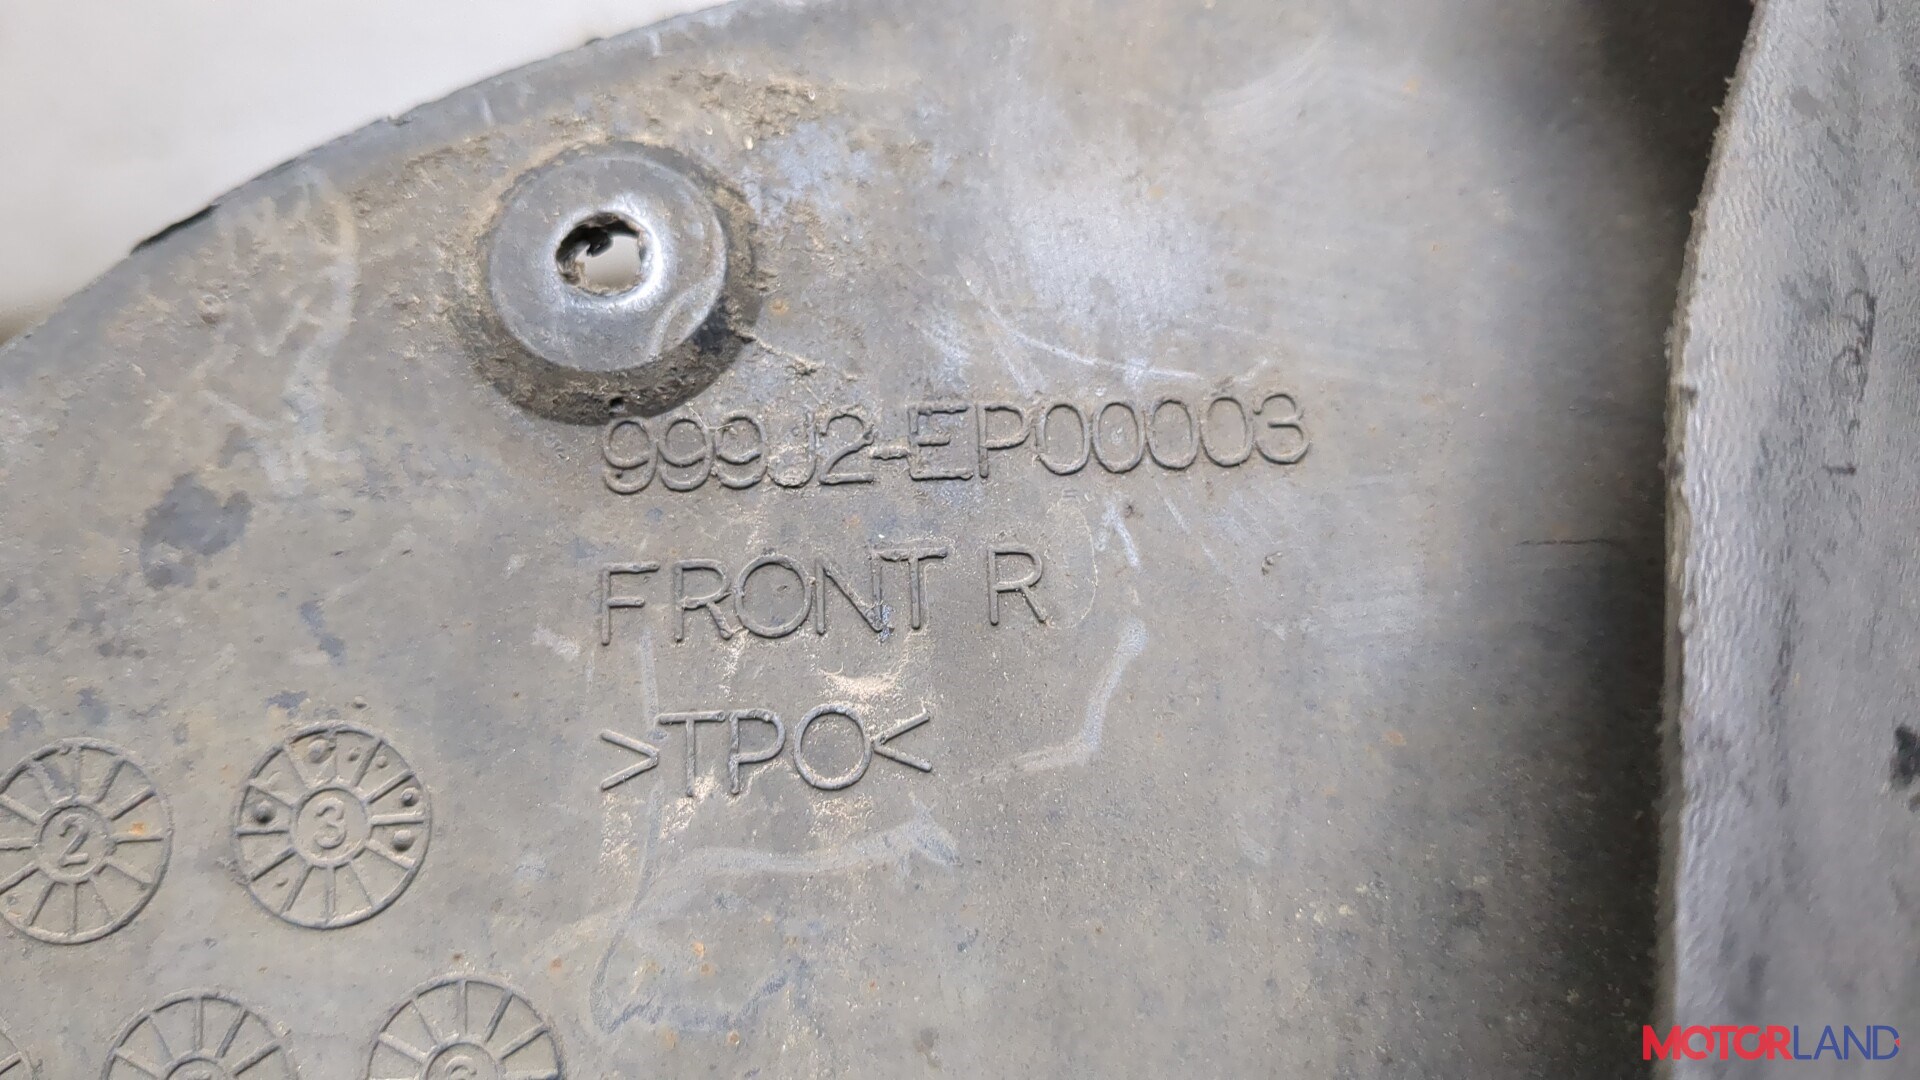 999J2-EP00003
FRONT R
>TPO<
2
3
MOTORLAND